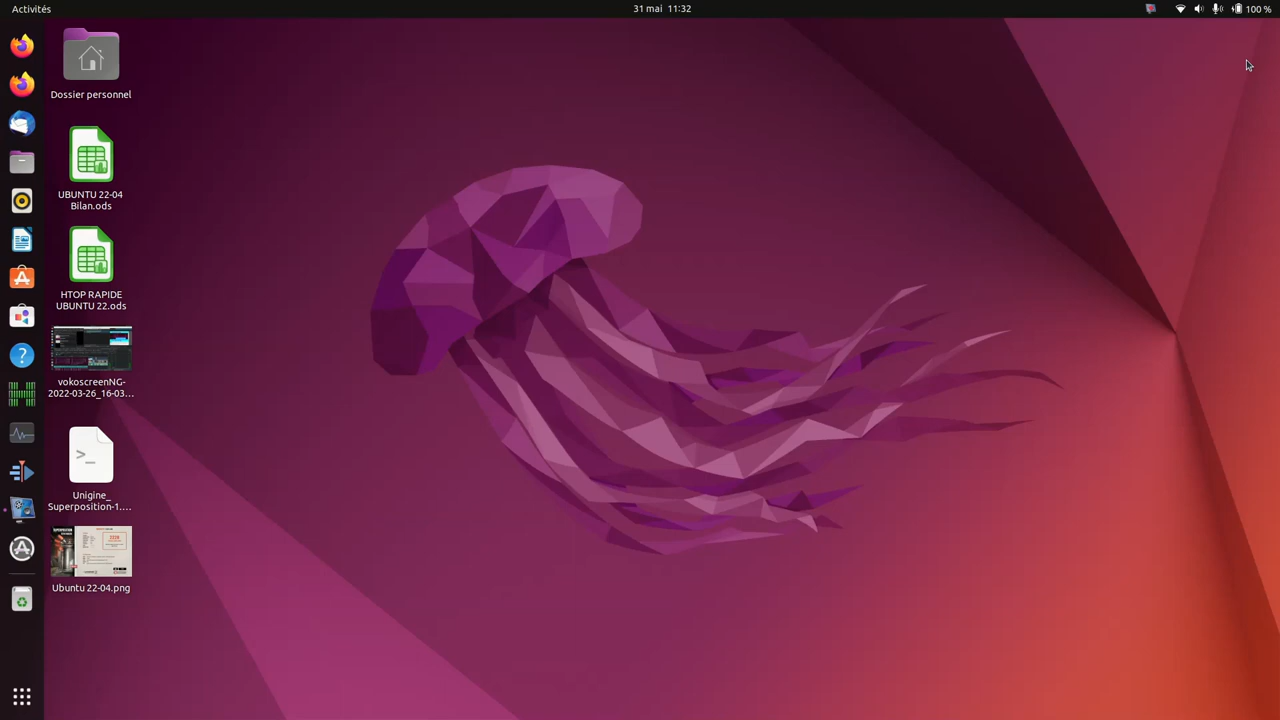 Activités
31 mai 11:32
100 %
Dossier personnel
UBUNTU 22-04
Bilan.ods
HTOP RAPIDE
UBUNTU 22.ods
vokoscreenNG-
2022-03-26_16-03...
>_
Unigine_
Superposition-1....
Ubuntu 22-04.png